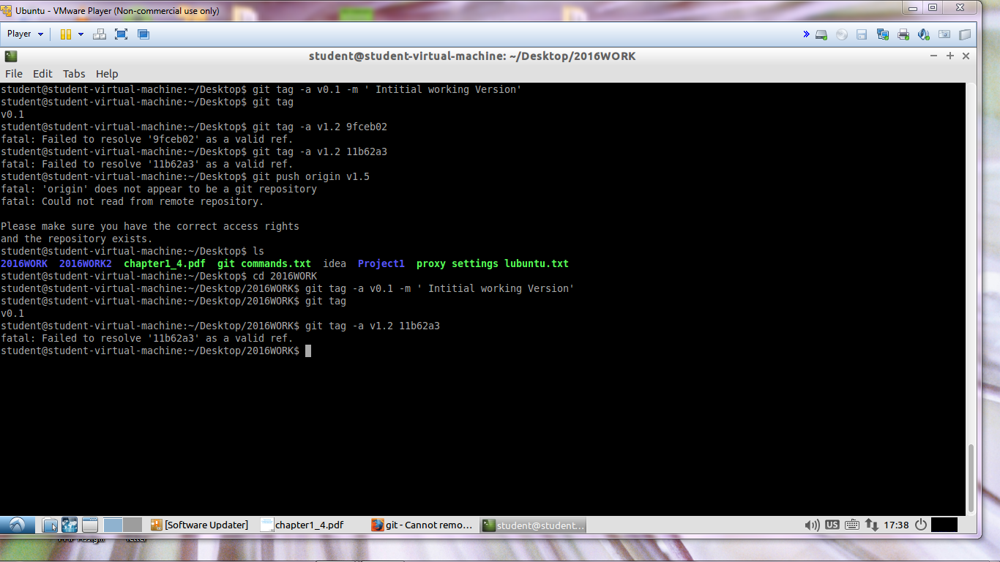 Ubuntu - VMware Player (Non-commercial use only)
Player
student@student-virtual-machine: ~/Desktop/2016WORK
File Edit Tabs Help
student@student-virtual-machine:~/Desktop$ git tag -a v0.1 -m ' Intitial working Version'
student@student-virtual-machine:~/Desktop$ git tag
v0.1
student@student-virtual-machine:~/Desktop$ git tag -a v1.2 9fceb02
fatal: Failed to resolve '9fceb02' as a valid ref.
student@student-virtual-machine:~/Desktop$ git tag -a v1.2 11b62a3
fatal: Failed to resolve '11b62a3' as a valid ref.
student@student-virtual-machine:~/Desktop$ git push origin v1.5
fatal: 'origin' does not appear to be a git repository
fatal: Could not read from remote repository.
Please make sure you have the correct access rights
and the repository exists.
student@student-virtual-machine:~/Desktop$ ls
2016WORK 2016WORK2 chapter1_4.pdf git commands.txt idea Project1 proxy settings lubuntu.txt
student@student-virtual-machine:~/Desktop$ cd 2016WORK
student@student-virtual-machine:~/Desktop/2016WORK$ git tag -a v0.1 -m ' Intitial working Version'
student@student-virtual-machine:~/Desktop/2016WORK$ git tag
v0.1
student@student-virtual-machine:~/Desktop/2016WORK$ git tag -a v1.2 11b62a3
fatal: Failed to resolve '11b62a3' as a valid ref.
student@student-virtual-machine:~/Desktop/2016WORK$
[Software Updater] chapter1_4.pdf git - Cannot remo... student@student... US 17:38